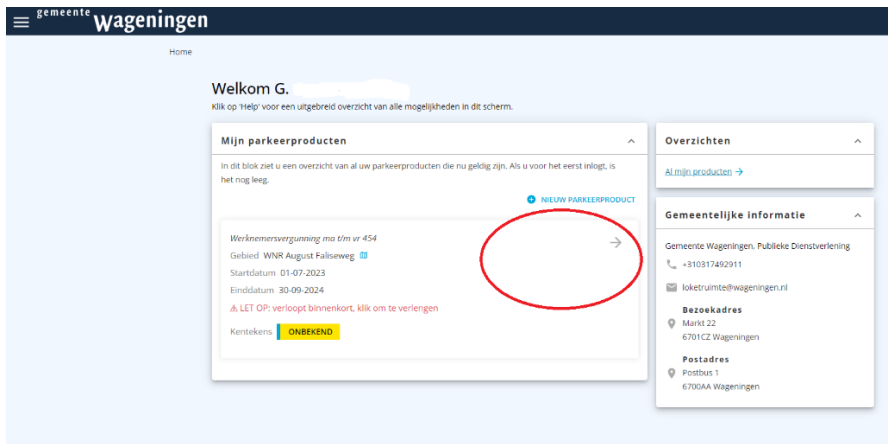 gemeente Wageningen
Home
Welkom G.
Klik op 'Help' voor een uitgebreid overzicht van alle mogelijkheden in dit scherm.
Mijn parkeerproducten
In dit blok ziet u een overzicht van al uw parkeerproducten die nu geldig zijn. Als u voor het eerst inlogt, is
het nog leeg.
NIEUW PARKEERPRODUCT
Werknemersvergunning ma t/m vr 454
Gebied WNR August Faliseweg
Startdatum 01-07-2023
Einddatum 30-09-2024
LET OP: verloopt binnenkort, klik om te verlengen
Kentekens ONBEKEND
Overzichten
Al mijn producten
Gemeentelijke informatie
Gemeente Wageningen. Publieke Dienstverlening
+310317492911
loketruimte@wageningen.nl
Bezoekadres
Markt 22
6701CZ Wageningen
Postadres
Postbus 1
6700AA Wageningen